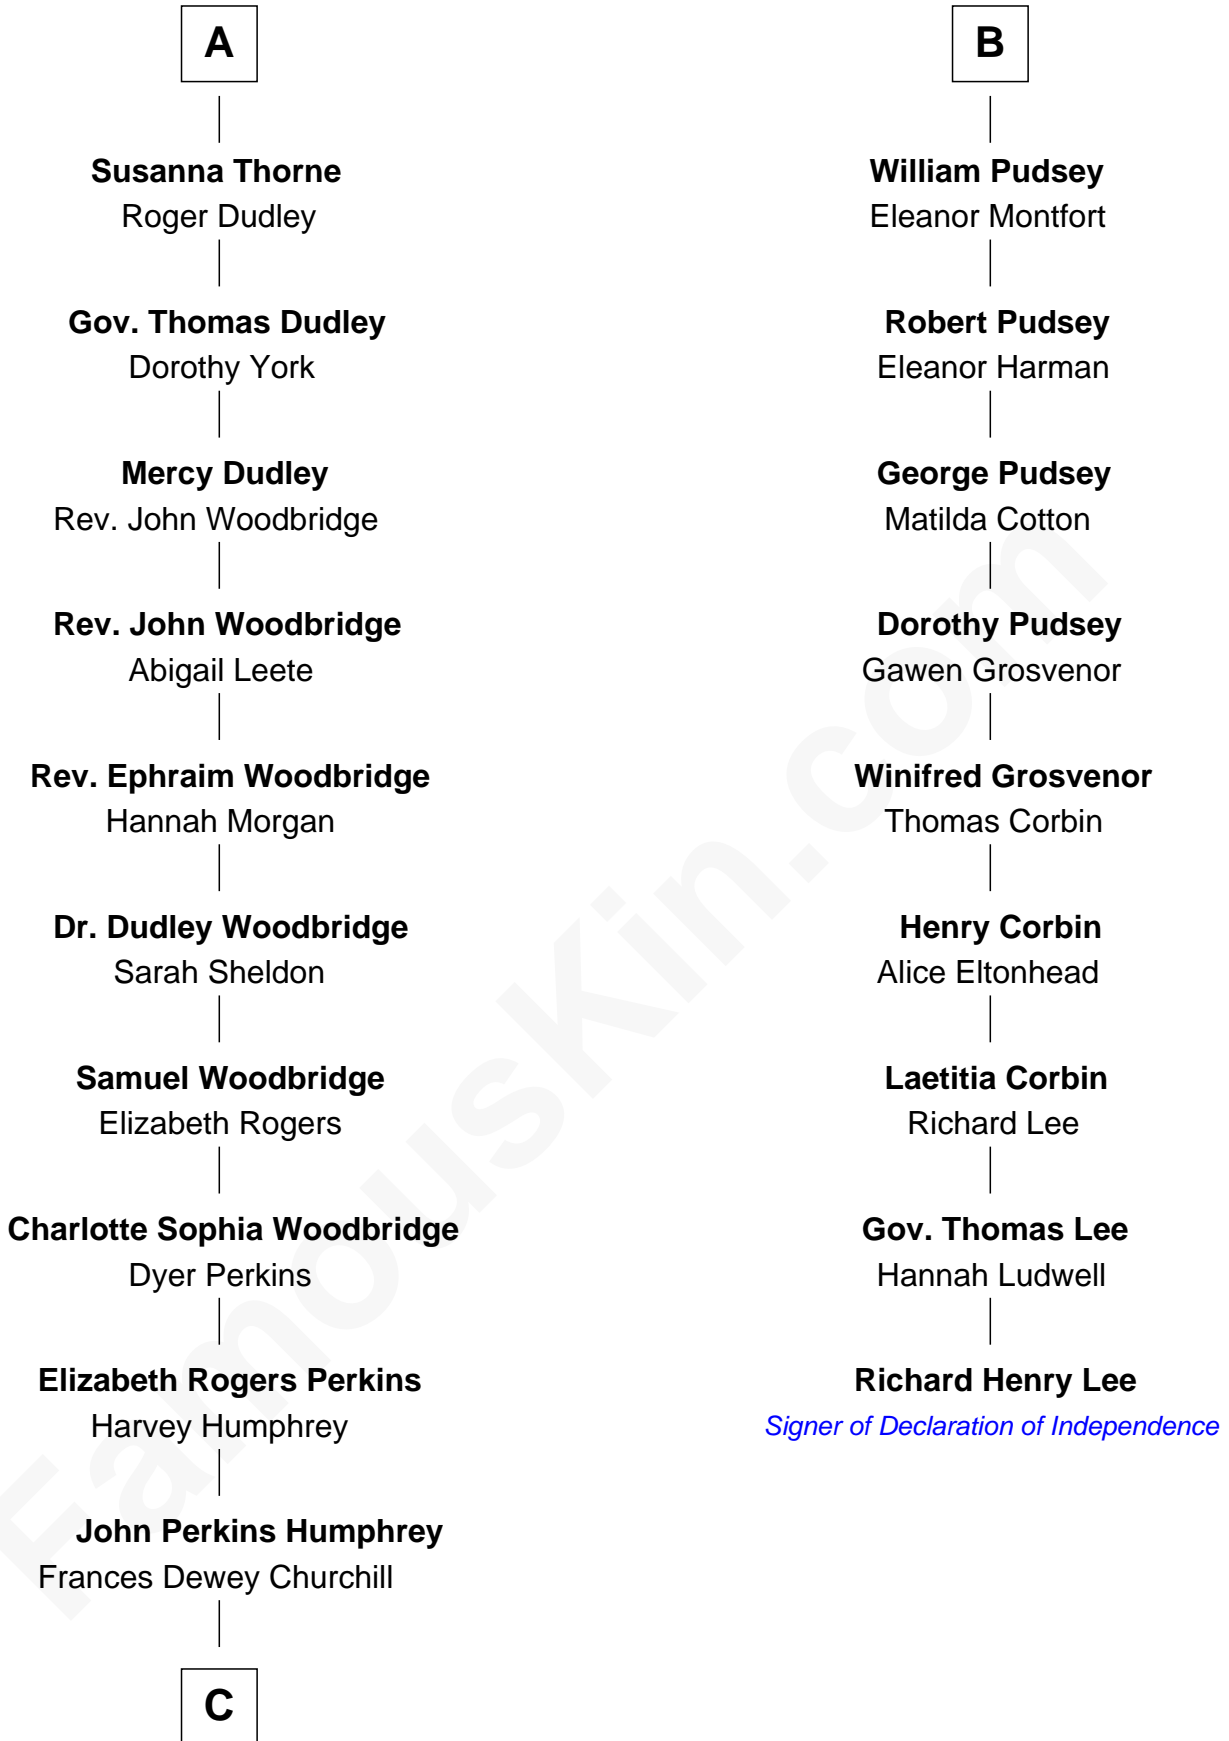 A
Susanna Thorne
Roger Dudley
Gov. Thomas Dudley
Dorothy York
Mercy Dudley
Rev. John Woodbridge
Rev. John Woodbridge
Abigail Leete
Rev. Ephraim Woodbridge
Hannah Morgan
Dr. Dudley Woodbridge
Sarah Sheldon
Samuel Woodbridge
Elizabeth Rogers
Charlotte Sophia Woodbridge
Dyer Perkins
Elizabeth Rogers Perkins
Harvey Humphrey
John Perkins Humphrey
Frances Dewey Churchill
C
B
William Pudsey
Eleanor Montfort
Robert Pudsey
Eleanor Harman
George Pudsey
Matilda Cotton
Dorothy Pudsey
Gawen Grosvenor
Winifred Grosvenor
Thomas Corbin
Henry Corbin
Alice Eltonhead
Laetitia Corbin
Richard Lee
Gov. Thomas Lee
Hannah Ludwell
Richard Henry Lee
Signer of Declaration of Independence
FamousKin.com